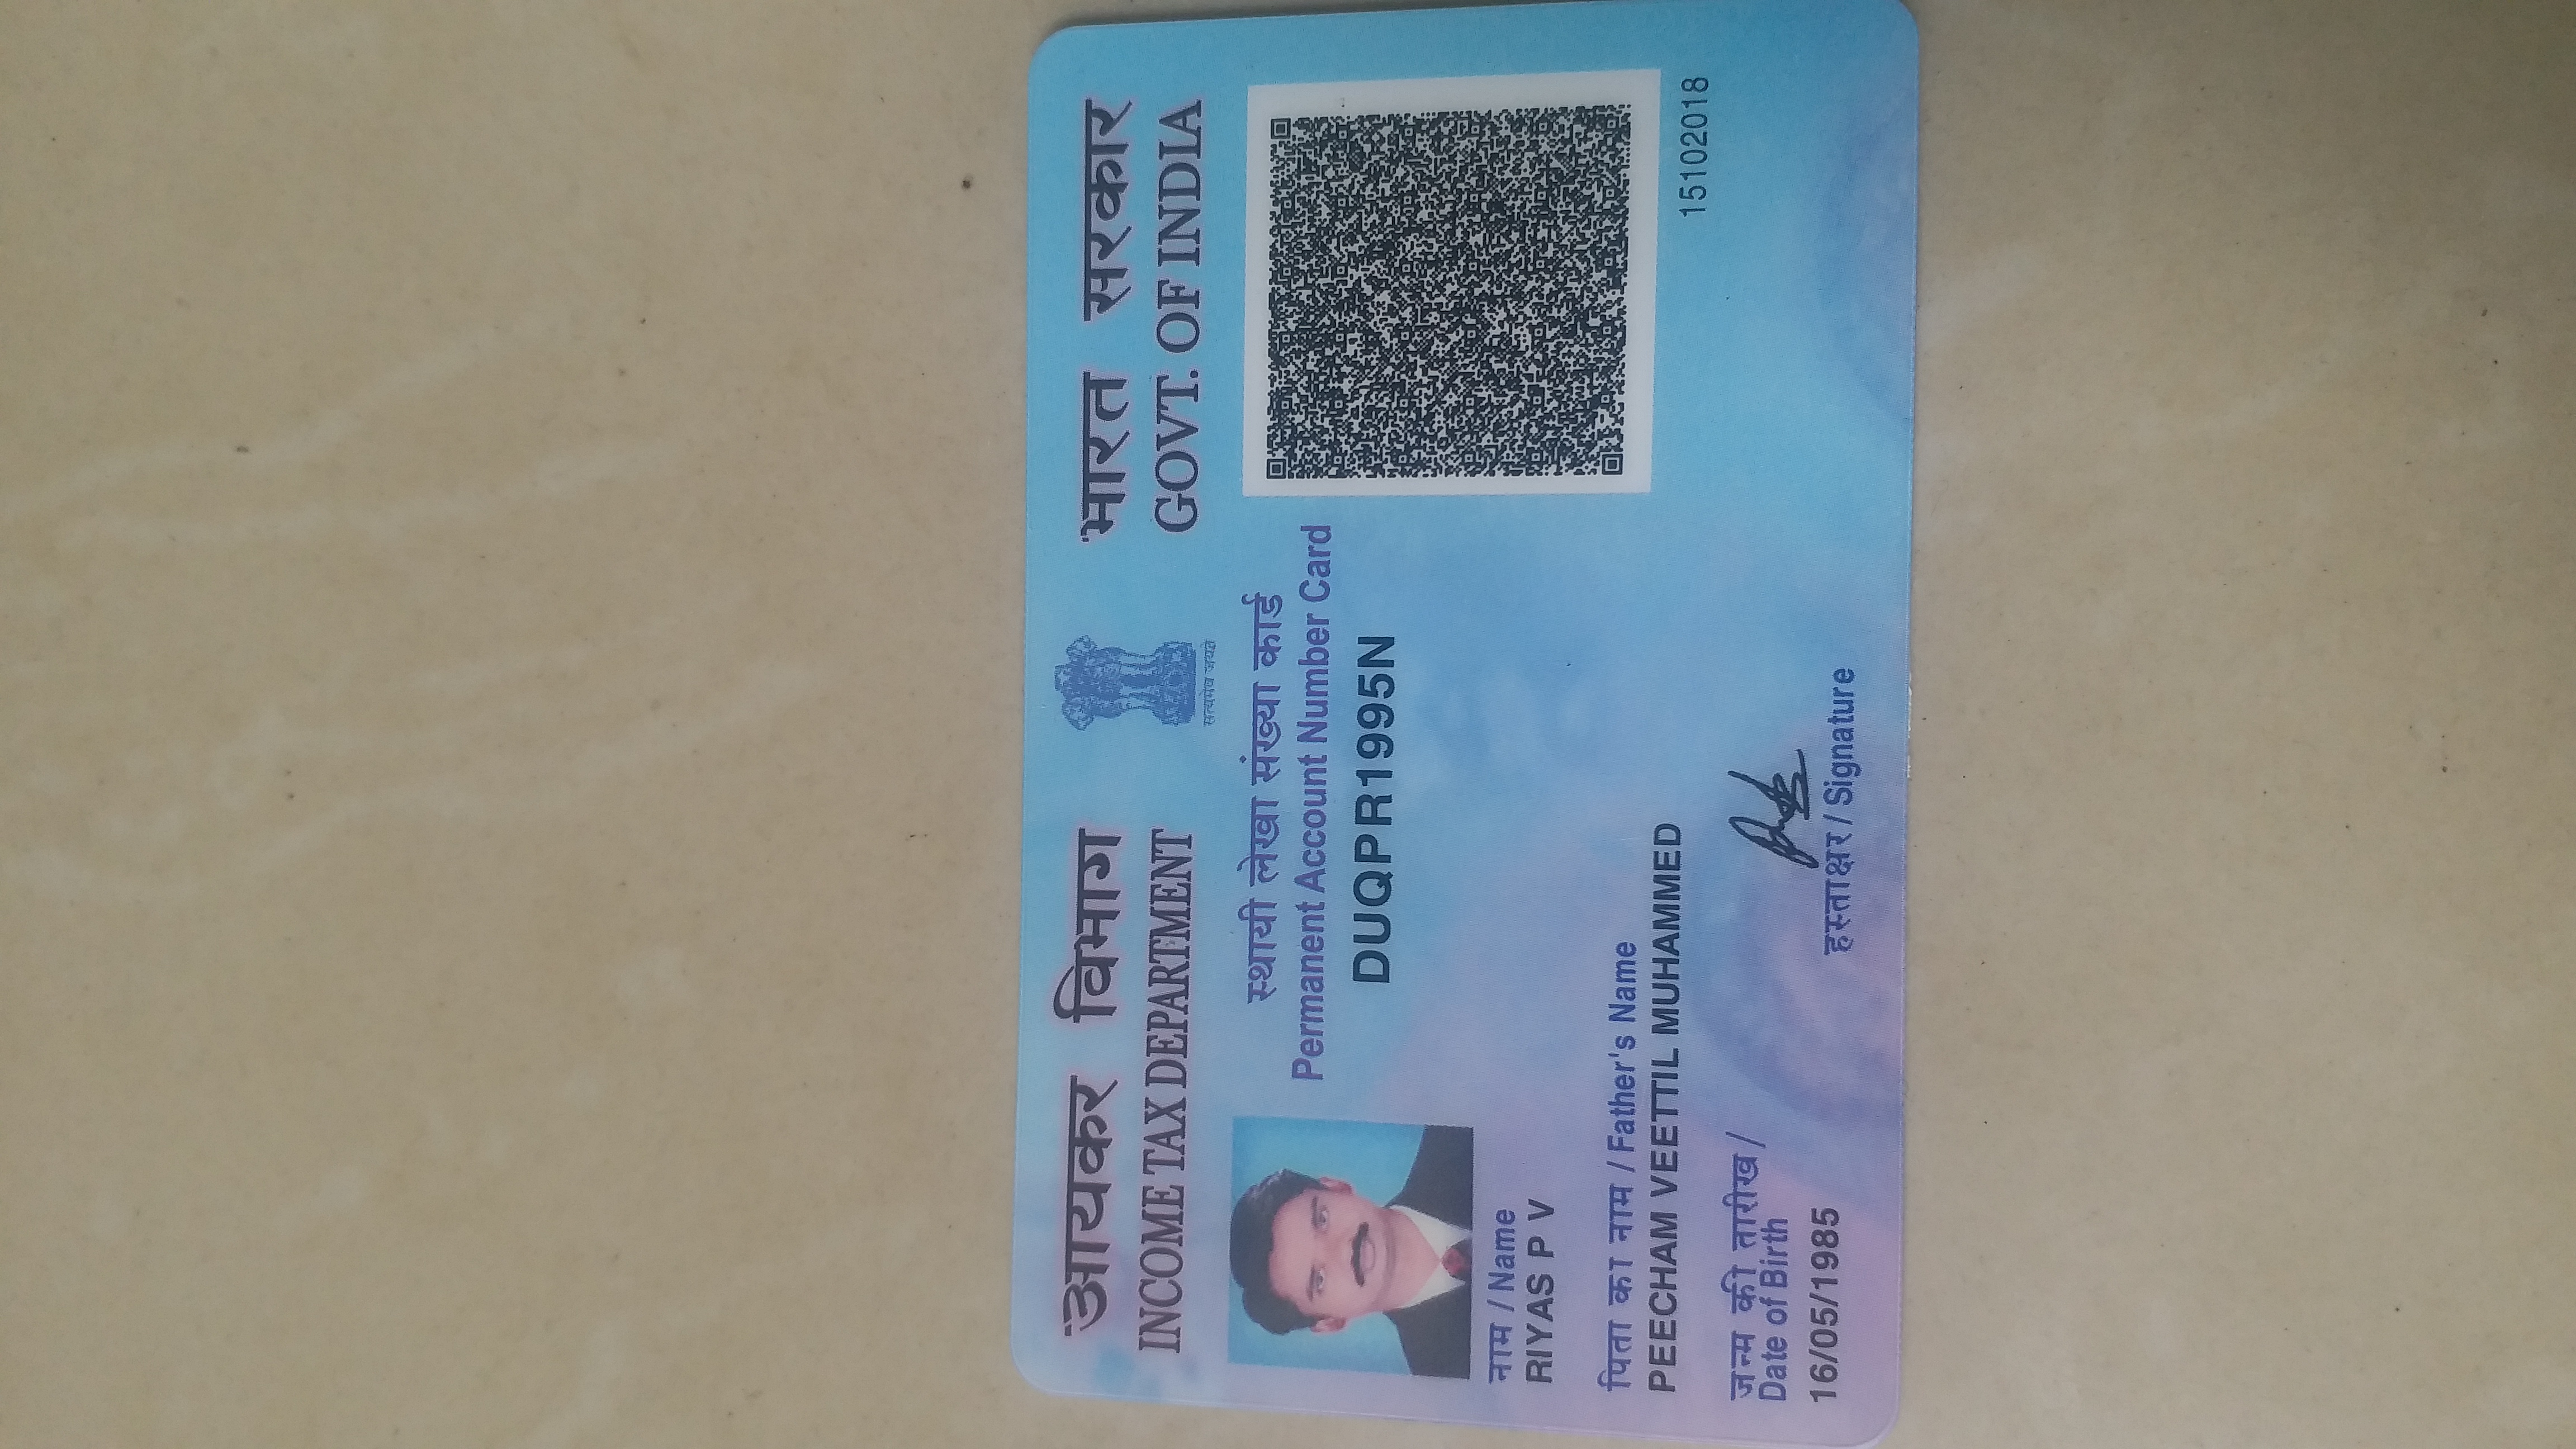 आयकर विभाग
INCOME TAX DEPARTMENT
सत्यमेव जयते
भारत सरकार
GOVT. OF INDIA
स्थायी लेखा संख्या कार्ड
Permanent Account Number Card
DUQPR1995N
नाम / Name
RIYAS P V
पिता का नाम / Father's Name
PEECHAM VEETTIL MUHAMMED
जन्म की तारीख /
Date of Birth
16/05/1985
हस्ताक्षर / Signature
15102018